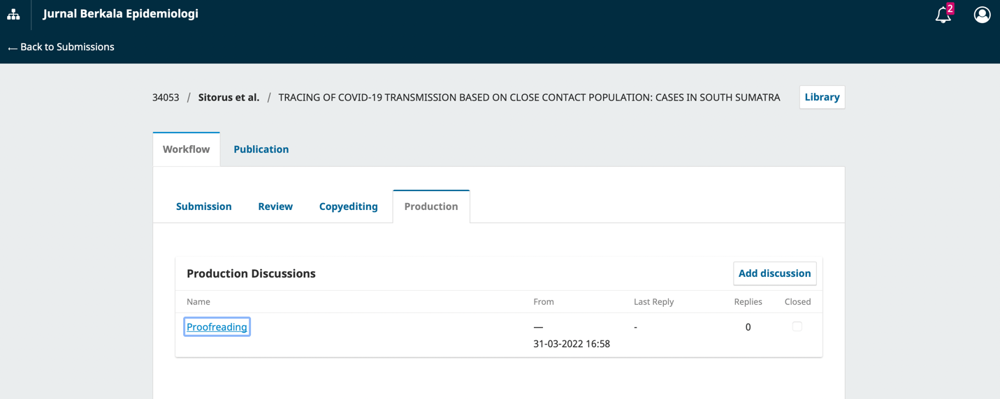 Jurnal Berkala Epidemiologi
2
← Back to Submissions
34053 / Sitorus et al. / TRACING OF COVID-19 TRANSMISSION BASED ON CLOSE CONTACT POPULATION: CASES IN SOUTH SUMATRA
Library
Workflow Publication
Submission Review Copyediting Production
Production Discussions Add discussion
Name From Last Reply Replies Closed
Proofreading — - 0
31-03-2022 16:58